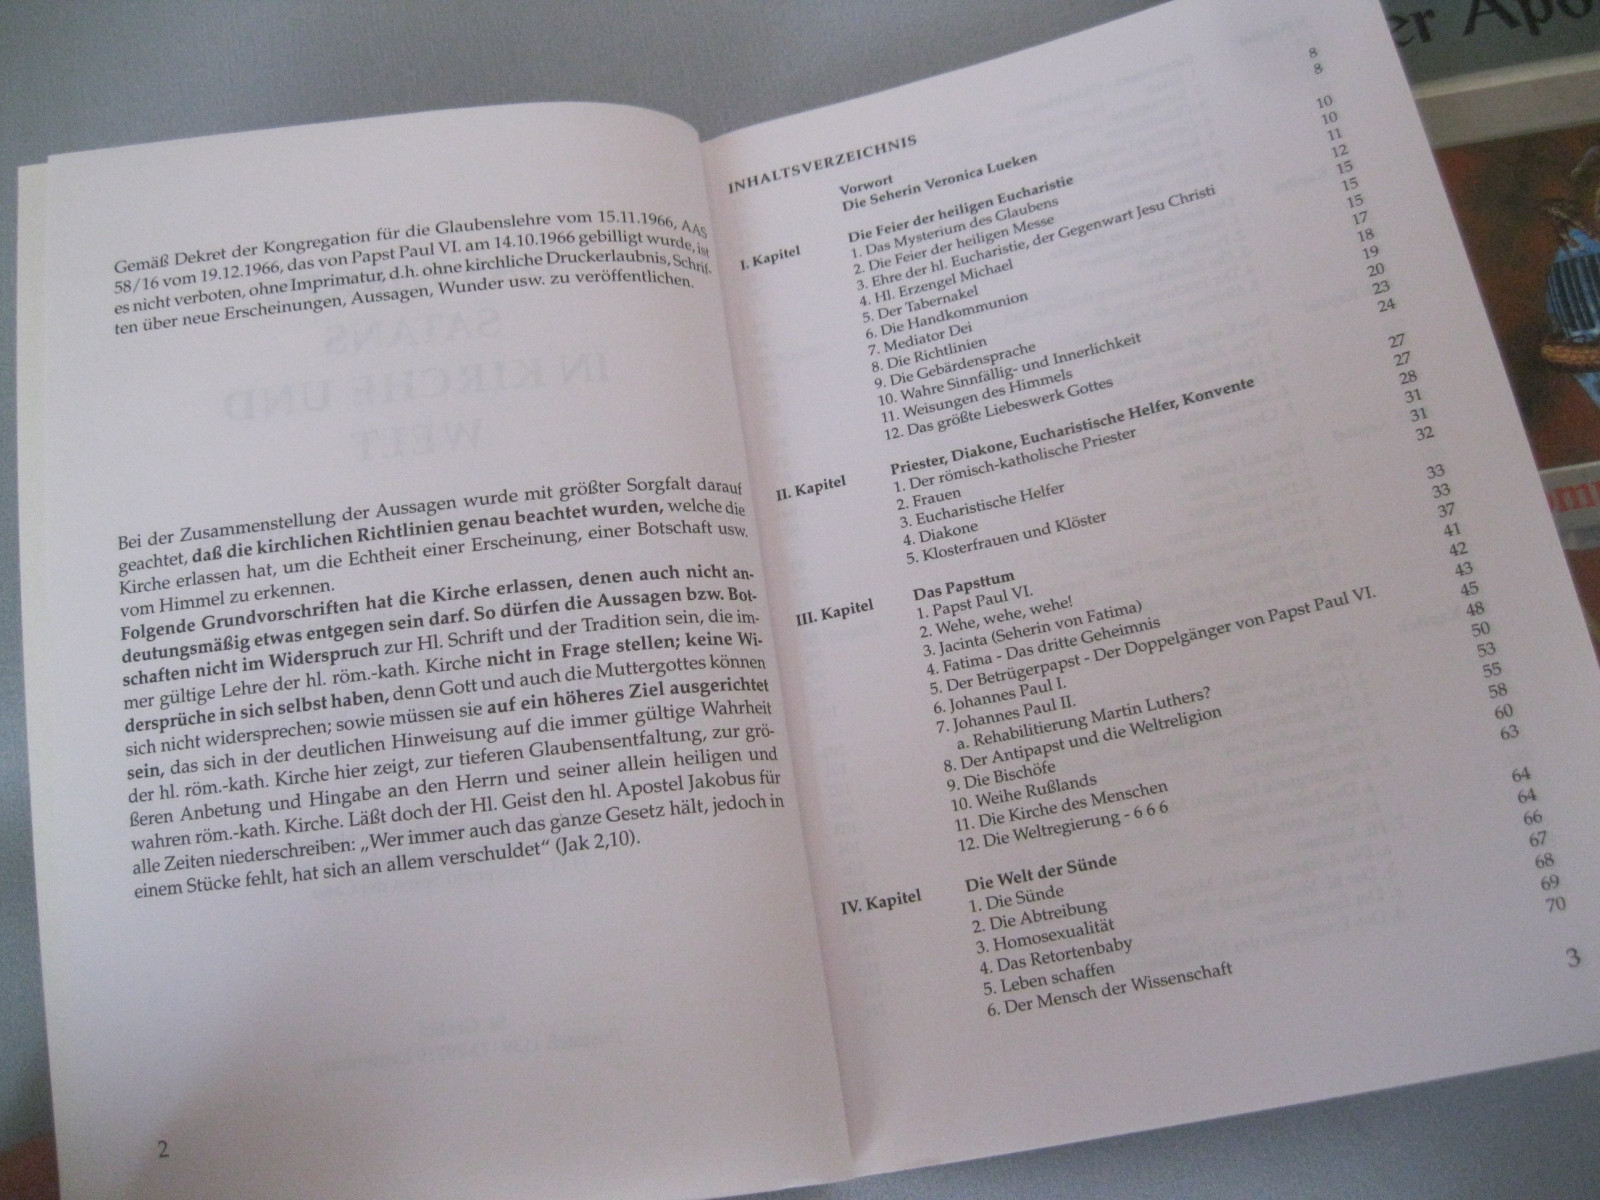 Gemäß Dekret der Kongregation für die Glaubenslehre vom 15.11.1966, AAS
58/16 vom 19.12.1966, das von Papst Paul VI. am 14.10.1966 gebilligt wurde, ist
es nicht verboten, ohne Imprimatur, d.h. ohne kirchliche Druckerlaubnis, Schrif-
ten über neue Erscheinungen, Aussagen, Wunder usw. zu veröffentlichen.
SATANS
IN KIRCHE UND
WELT
Bei der Zusammenstellung der Aussagen wurde mit größter Sorgfalt darauf
geachtet, daß die kirchlichen Richtlinien genau beachtet wurden, welche die
Kirche erlassen hat, um die Echtheit einer Erscheinung, einer Botschaft usw.
vom Himmel zu erkennen.
Folgende Grundvorschriften hat die Kirche erlassen, denen auch nicht an-
deutungsmäßig etwas entgegen sein darf. So dürfen die Aussagen bzw. Bot-
schaften nicht im Widerspruch zur Hl. Schrift und der Tradition sein, die im-
mer gültige Lehre der hl. röm.-kath. Kirche nicht in Frage stellen; keine Wi-
dersprüche in sich selbst haben, denn Gott und auch die Muttergottes können
sich nicht widersprechen; sowie müssen sie auf ein höheres Ziel ausgerichtet
sein, das sich in der deutlichen Hinweisung auf die immer gültige Wahrheit
der hl. röm.-kath. Kirche hier zeigt, zur tieferen Glaubensentfaltung, zur grö-
ßeren Anbetung und Hingabe an den Herrn und seiner allein heiligen und
wahren röm.-kath. Kirche. Läßt doch der Hl. Geist den hl. Apostel Jakobus für
alle Zeiten niederschreiben: „Wer immer auch das ganze Gesetz hält, jedoch in
einem Stücke fehlt, hat sich an allem verschuldet“ (Jak 2,10).
2
INHALTSVERZEICHNIS
Vorwort 8
Die Seherin Veronica Lueken 8
I. Kapitel Die Feier der heiligen Eucharistie 10
1. Das Mysterium des Glaubens 10
2. Die Feier der heiligen Messe 11
3. Ehre der hl. Eucharistie, der Gegenwart Jesu Christi 12
4. Hl. Erzengel Michael 15
5. Der Tabernakel 15
6. Die Handkommunion 15
7. Mediator Dei 17
8. Die Richtlinien 18
9. Die Gebärdensprache 19
10. Wahre Sinnfällig- und Innerlichkeit 20
11. Weisungen des Himmels 23
12. Das größte Liebeswerk Gottes 24
II. Kapitel Priester, Diakone, Eucharistische Helfer, Konvente 27
1. Der römisch-katholische Priester 27
2. Frauen 28
3. Eucharistische Helfer 31
4. Diakone 31
5. Klosterfrauen und Klöster 32
III. Kapitel Das Papsttum 33
1. Papst Paul VI. 33
2. Wehe, wehe, wehe! 37
3. Jacinta (Seherin von Fatima) 41
4. Fatima - Das dritte Geheimnis 42
5. Der Betrügerpapst - Der Doppelgänger von Papst Paul VI. 43
6. Johannes Paul I. 45
7. Johannes Paul II. 48
a. Rehabilitierung Martin Luthers? 50
8. Der Antipapst und die Weltreligion 53
9. Die Bischöfe 55
10. Weihe Rußlands 58
11. Die Kirche des Menschen 60
12. Die Weltregierung - 6 6 6 63
IV. Kapitel Die Welt der Sünde 64
1. Die Sünde 64
2. Die Abtreibung 66
3. Homosexualität 67
4. Das Retortenbaby 68
5. Leben schaffen 69
6. Der Mensch der Wissenschaft 70
3